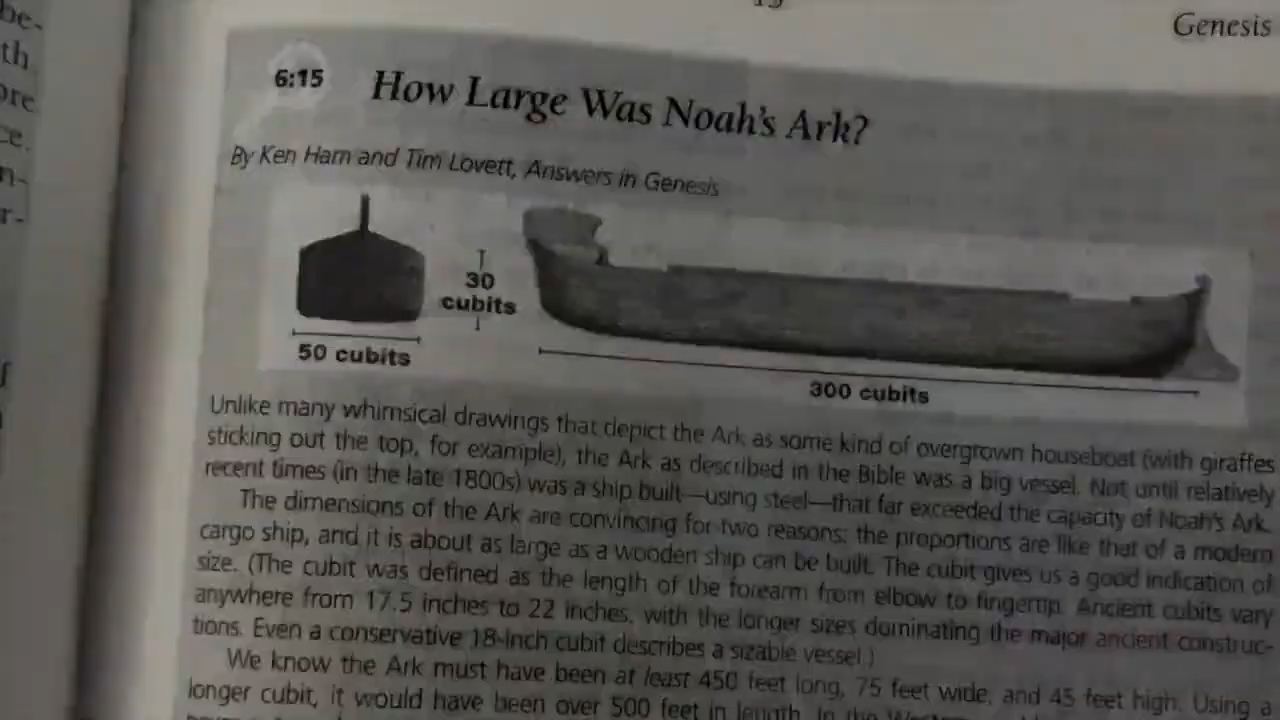 Genesis
6:15
How Large Was Noah's Ark?
By Ken Ham and Tim Lovett, Answers in Genesis
30
cubits
50 cubits
300 cubits
Unlike many whimsical drawings that depict the Ark as some kind of overgrown houseboat (with giraffes
sticking out the top, for example), the Ark as described in the Bible was a big vessel. Not until relatively
recent times (in the late 1800s) was a ship built—using steel—that far exceeded the capacity of Noah's Ark.
The dimensions of the Ark are convincing for two reasons: the proportions are like that of a modern
cargo ship, and it is about as large as a wooden ship can be built. The cubit gives us a good indication of
size. (The cubit was defined as the length of the forearm from elbow to fingertip. Ancient cubits vary
anywhere from 17.5 inches to 22 inches, with the longer sizes dominating the major ancient construc-
tions. Even a conservative 18-inch cubit describes a sizable vessel.)
We know the Ark must have been at least 450 feet long, 75 feet wide, and 45 feet high. Using a
longer cubit, it would have been over 500 feet in length. In the
be-
th
ore
ce.
n-
r-